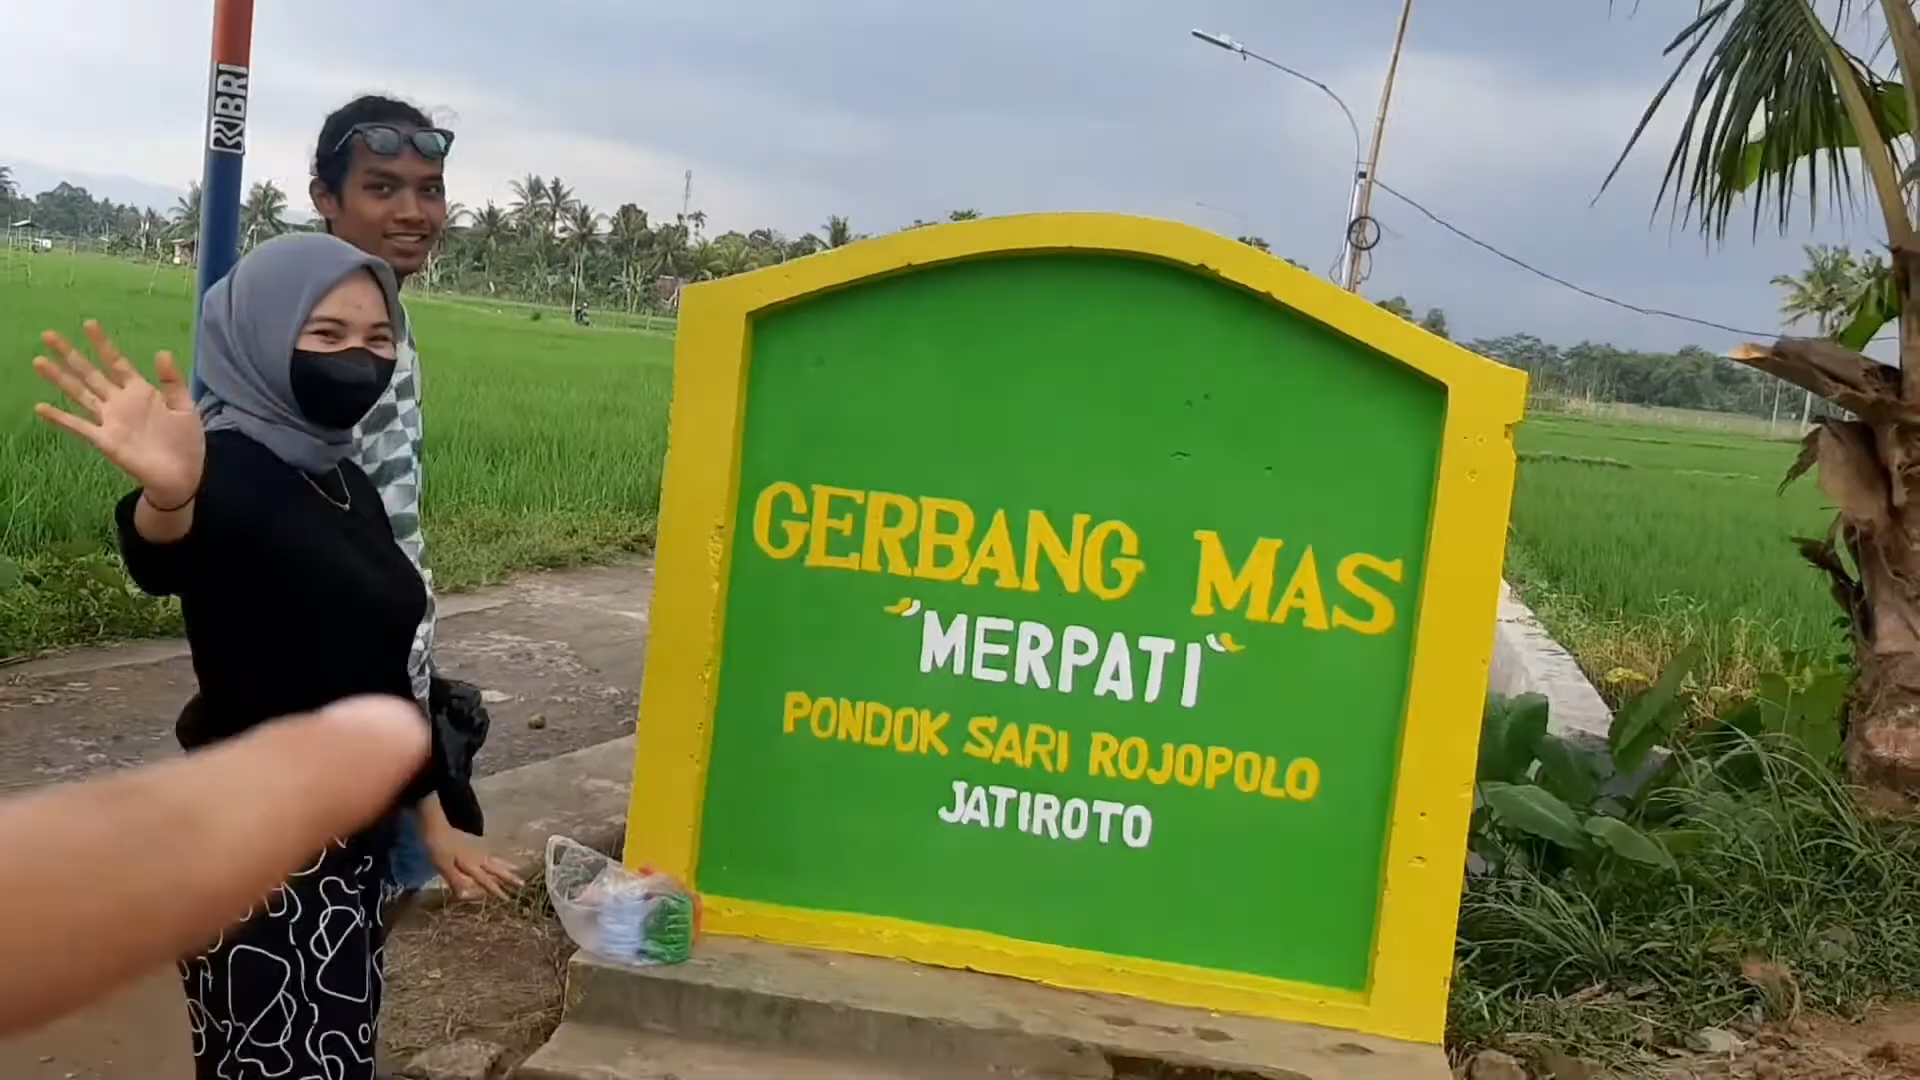 BRI
GERBANG MAS
"MERPATI"
PONDOK SARI ROJOPOLO
JATIROTO